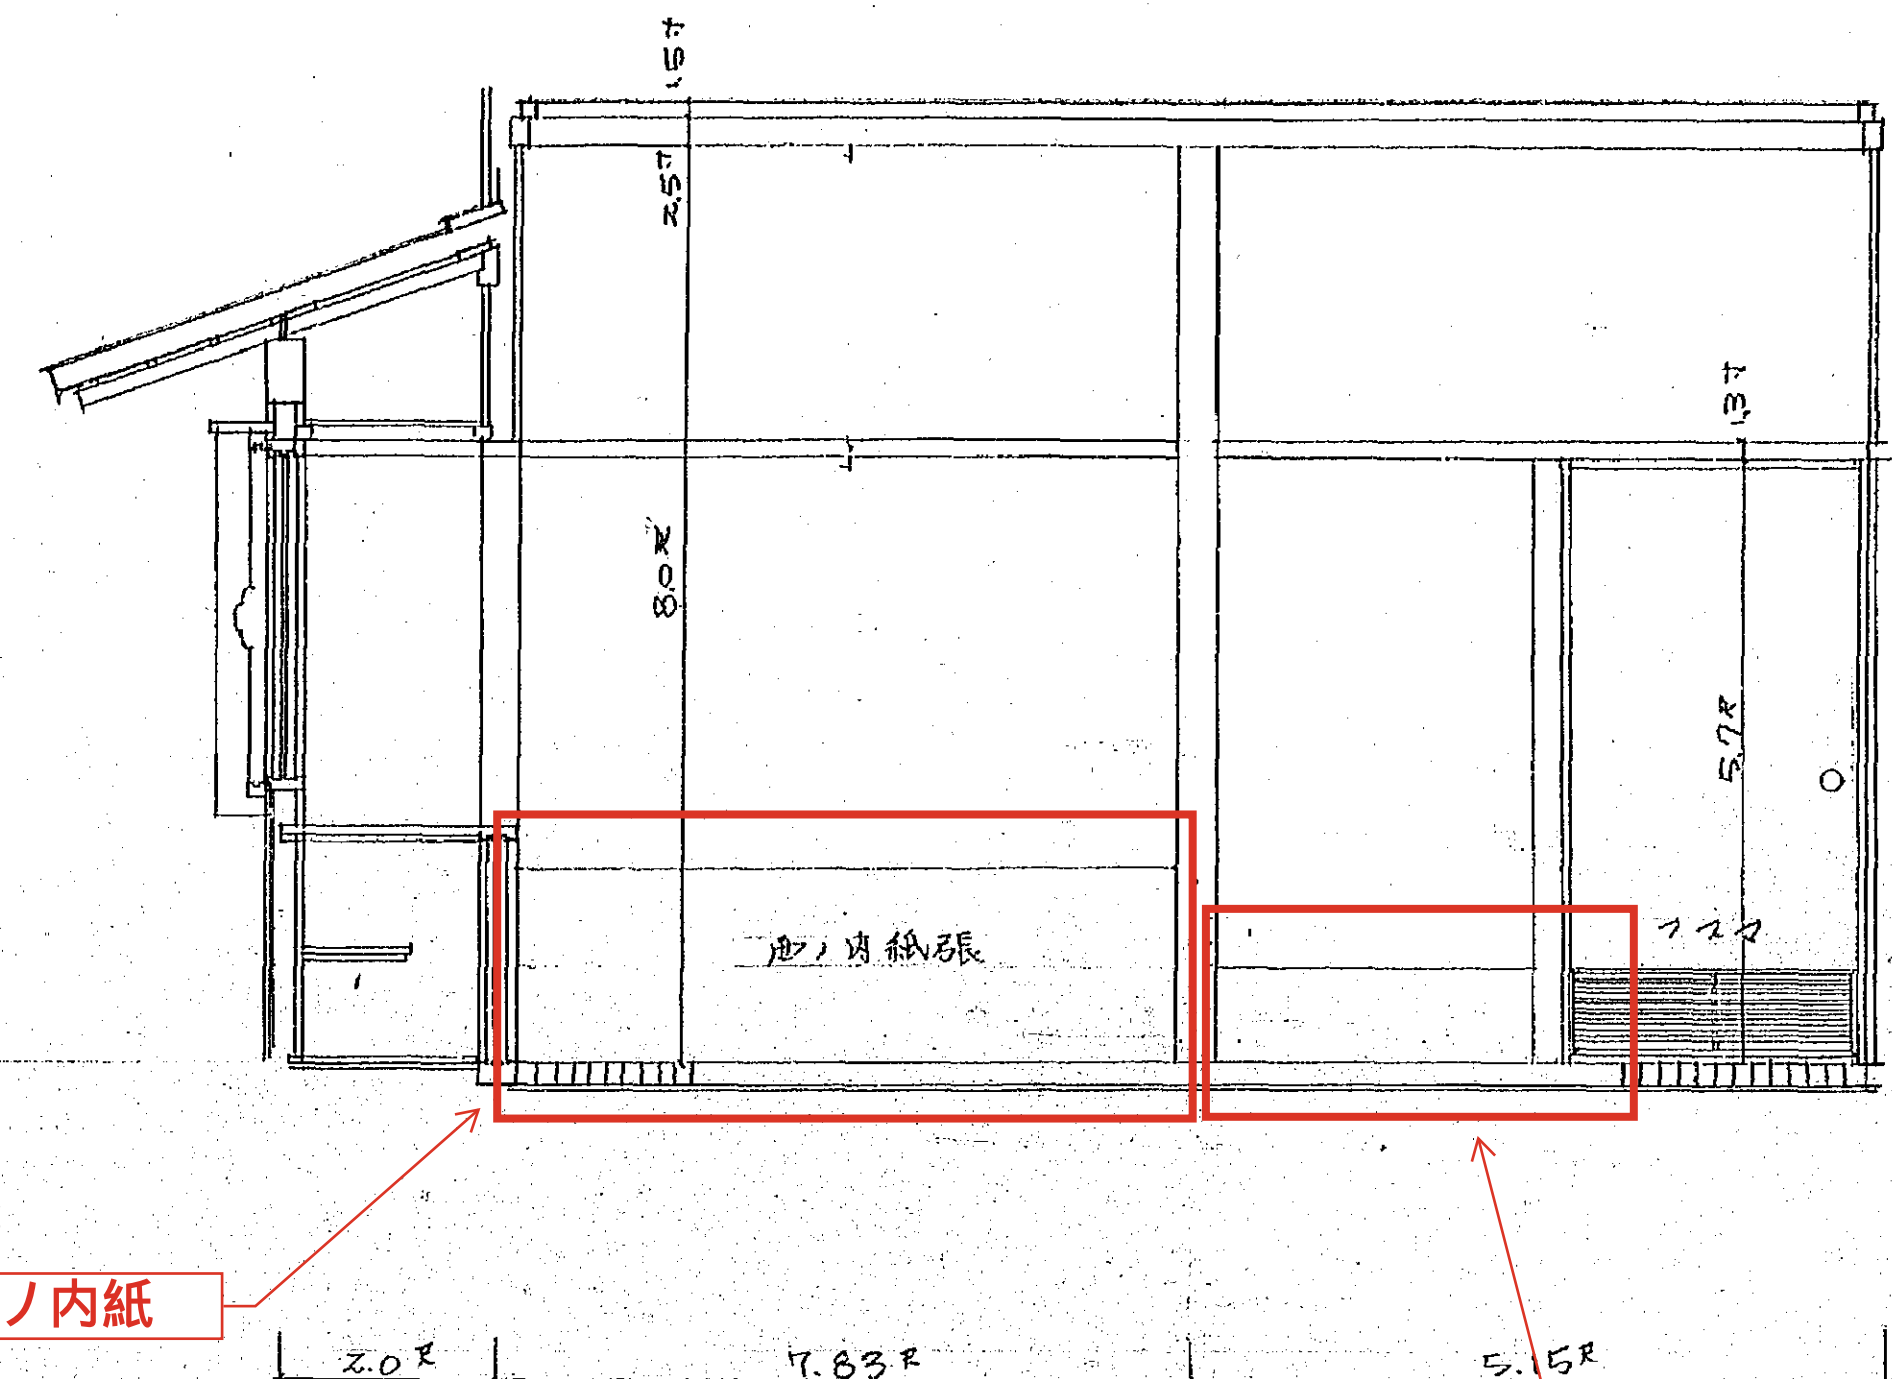 1.5寸
2.5寸
8.0尺
1.3寸
5.7尺
フスマ
西ノ内紙張
ノ内紙
2.0尺
7.83尺
5.15尺